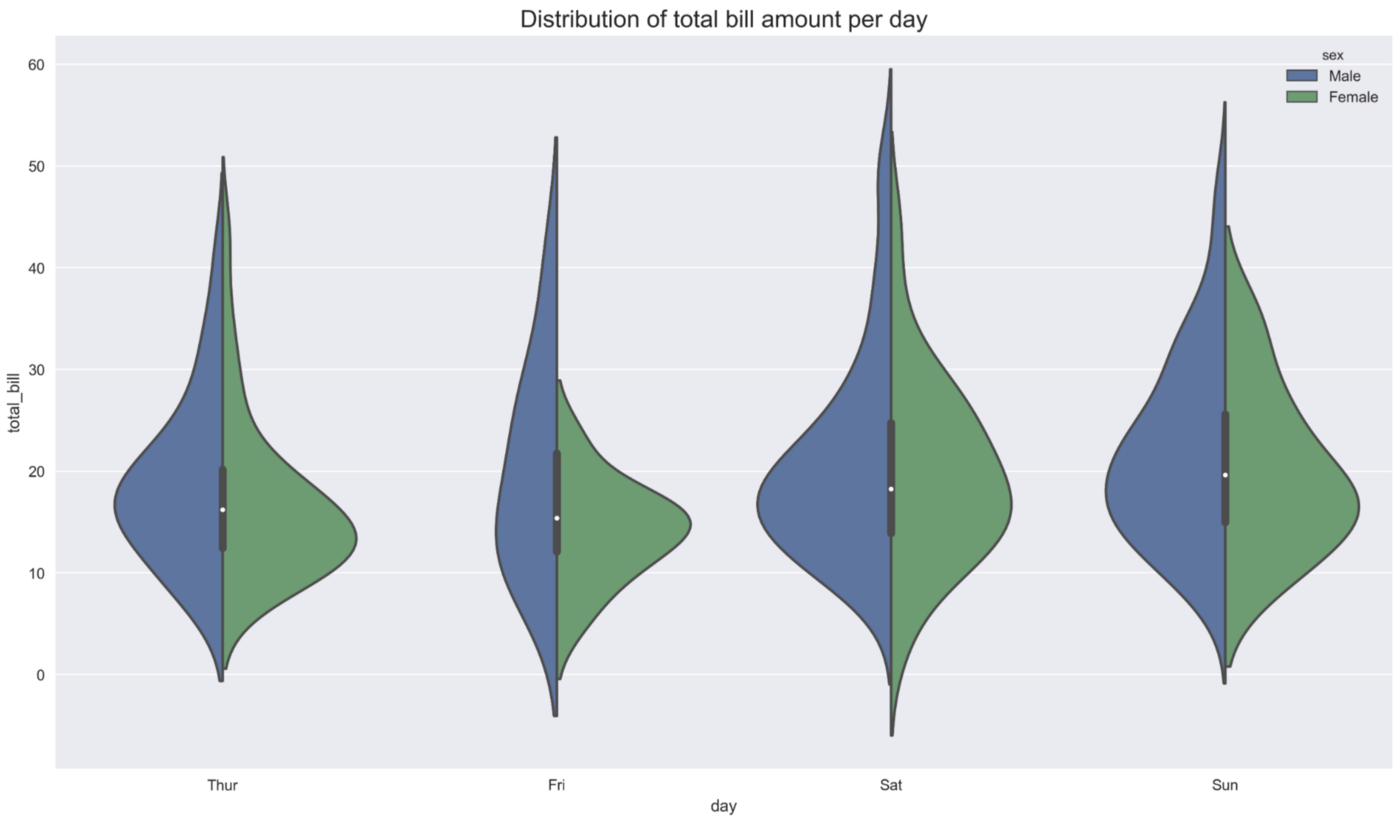 Distribution of total bill amount per day
sex
Male
Female
60
50
40
30
20
10
0
total_bill
Thur Fri Sat Sun
day